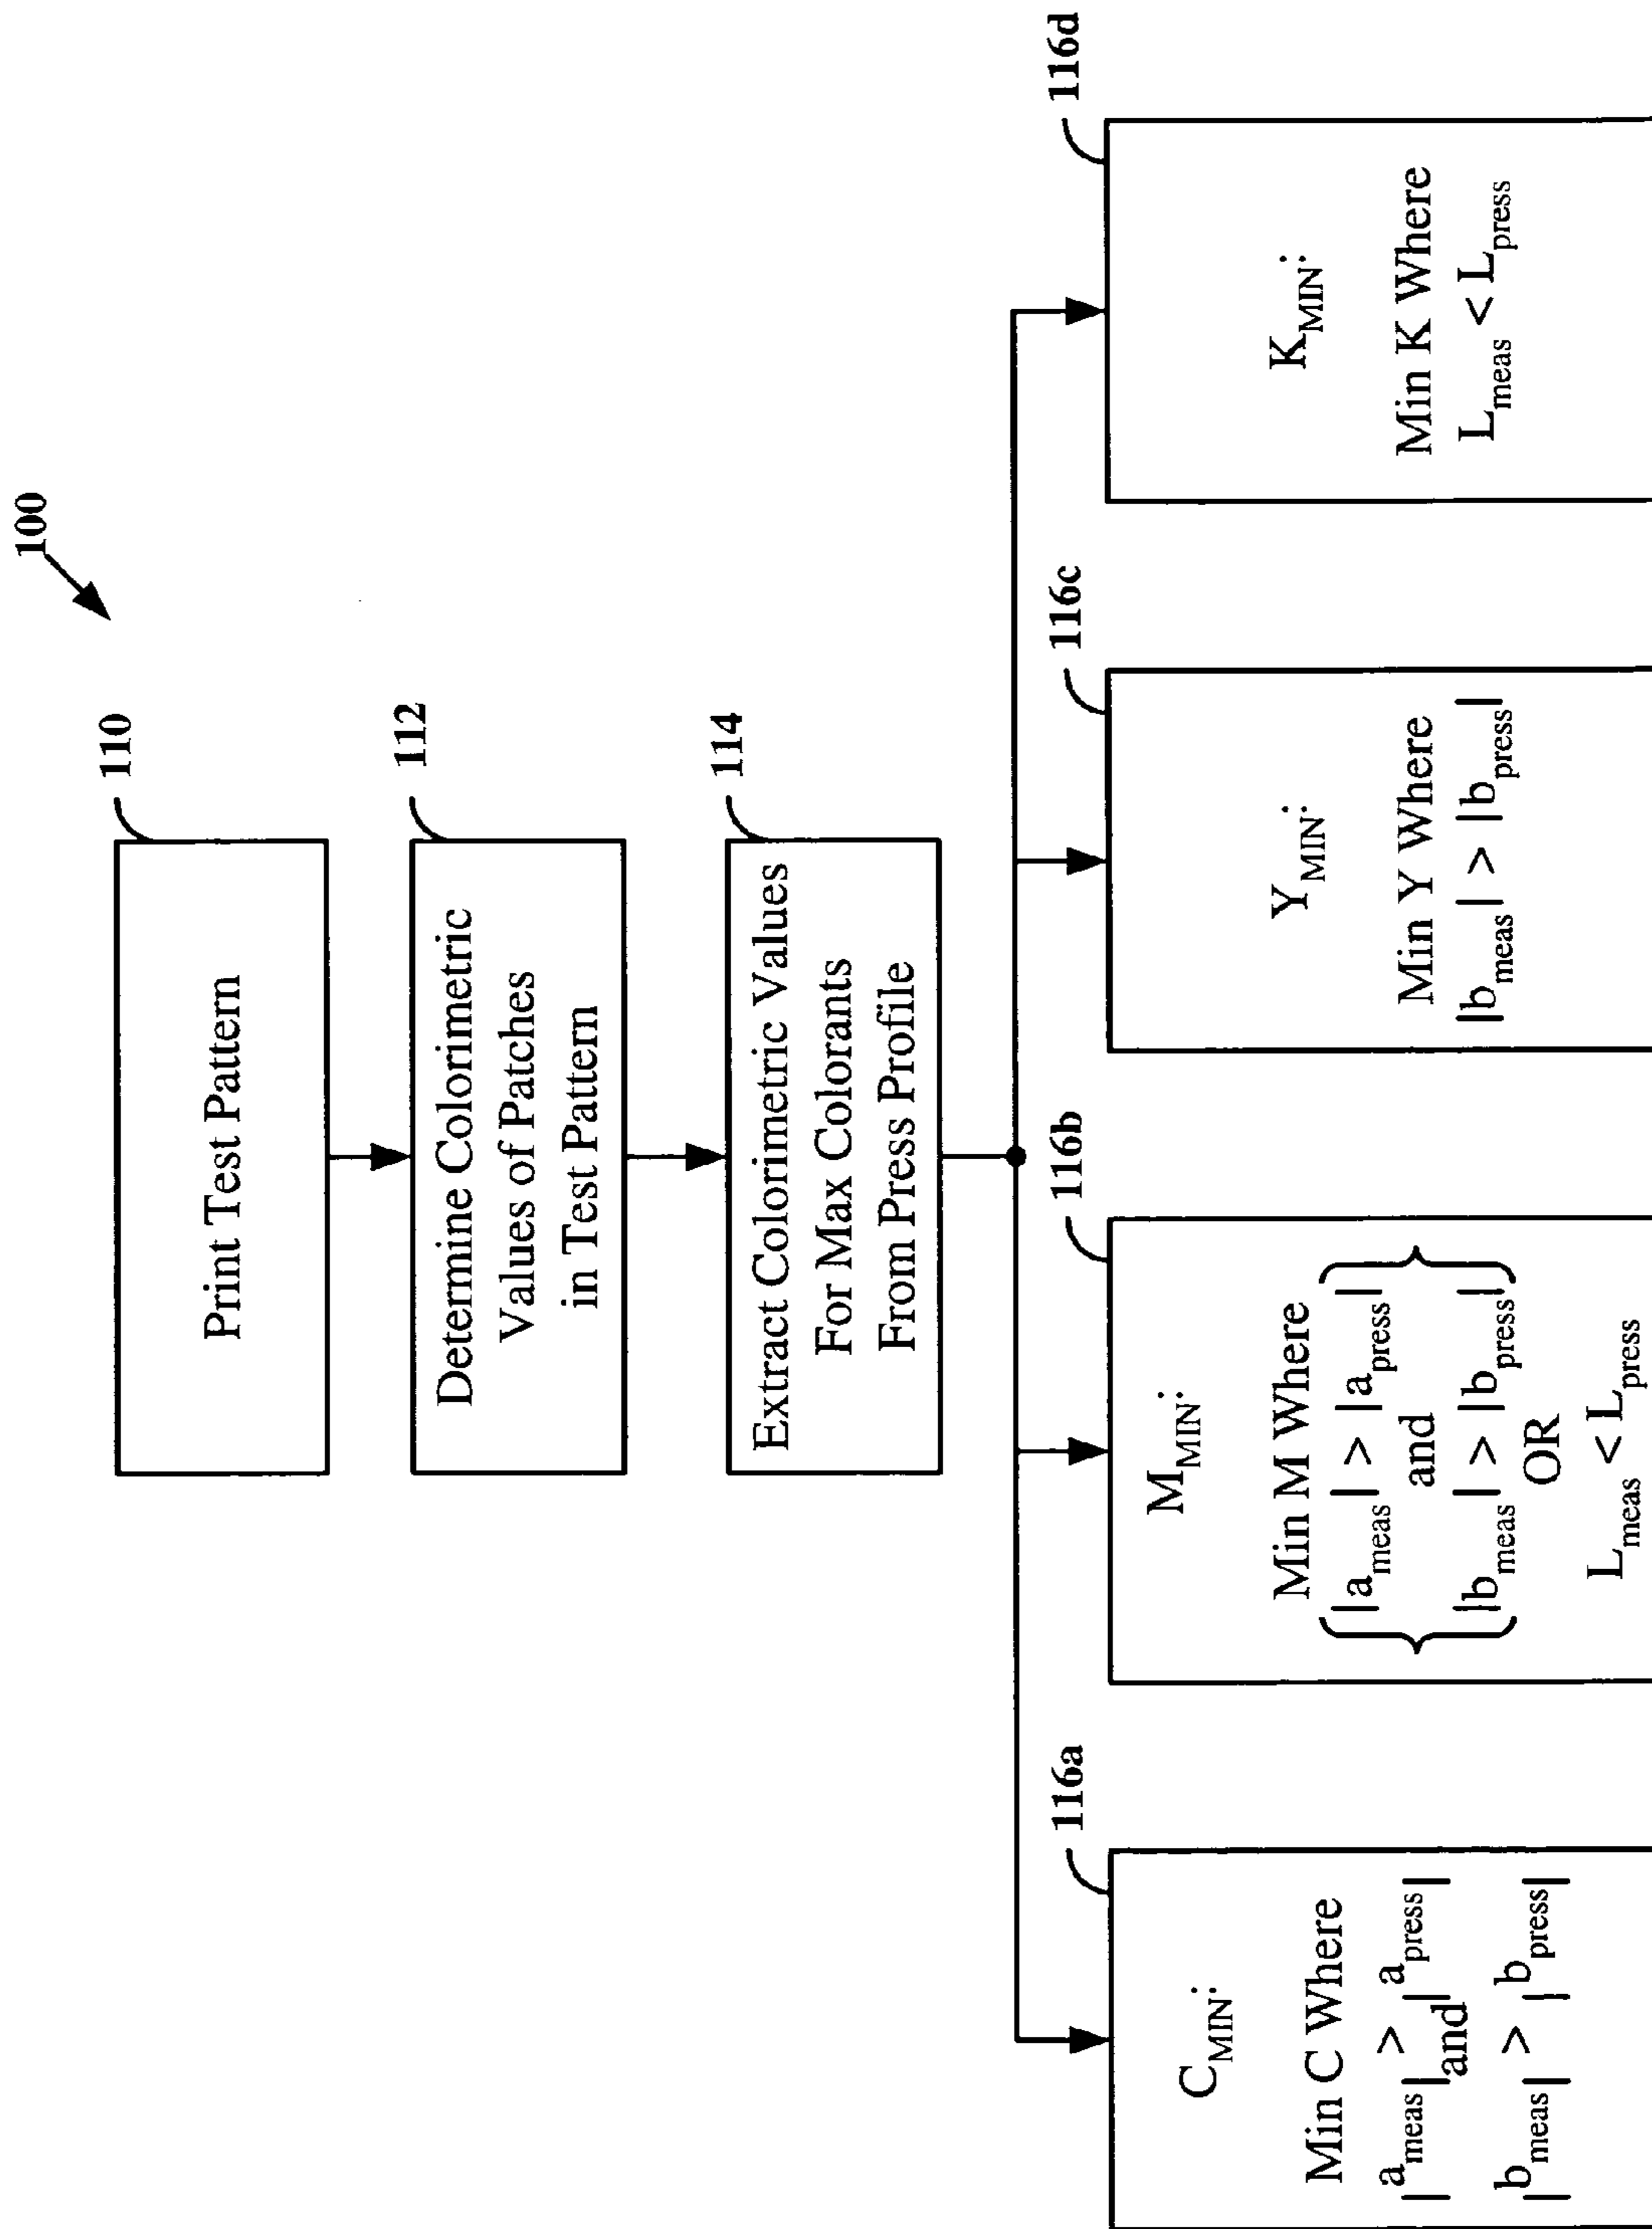 100
110
Print Test Pattern
112
Determine Colorimetric
Values of Patches
in Test Pattern
114
Extract Colorimetric Values
For Max Colorants
From Press Profile
116a
C_MIN:
Min C Where
|a_meas| > |a_press|
and
|b_meas| > |b_press|
116b
M_MIN:
Min M Where
{|a_meas| > |a_press|
and
|b_meas| > |b_press|}
OR
L_meas < L_press
116c
Y_MIN:
Min Y Where
|b_meas| > |b_press|
116d
K_MIN:
Min K Where
L_meas < L_press